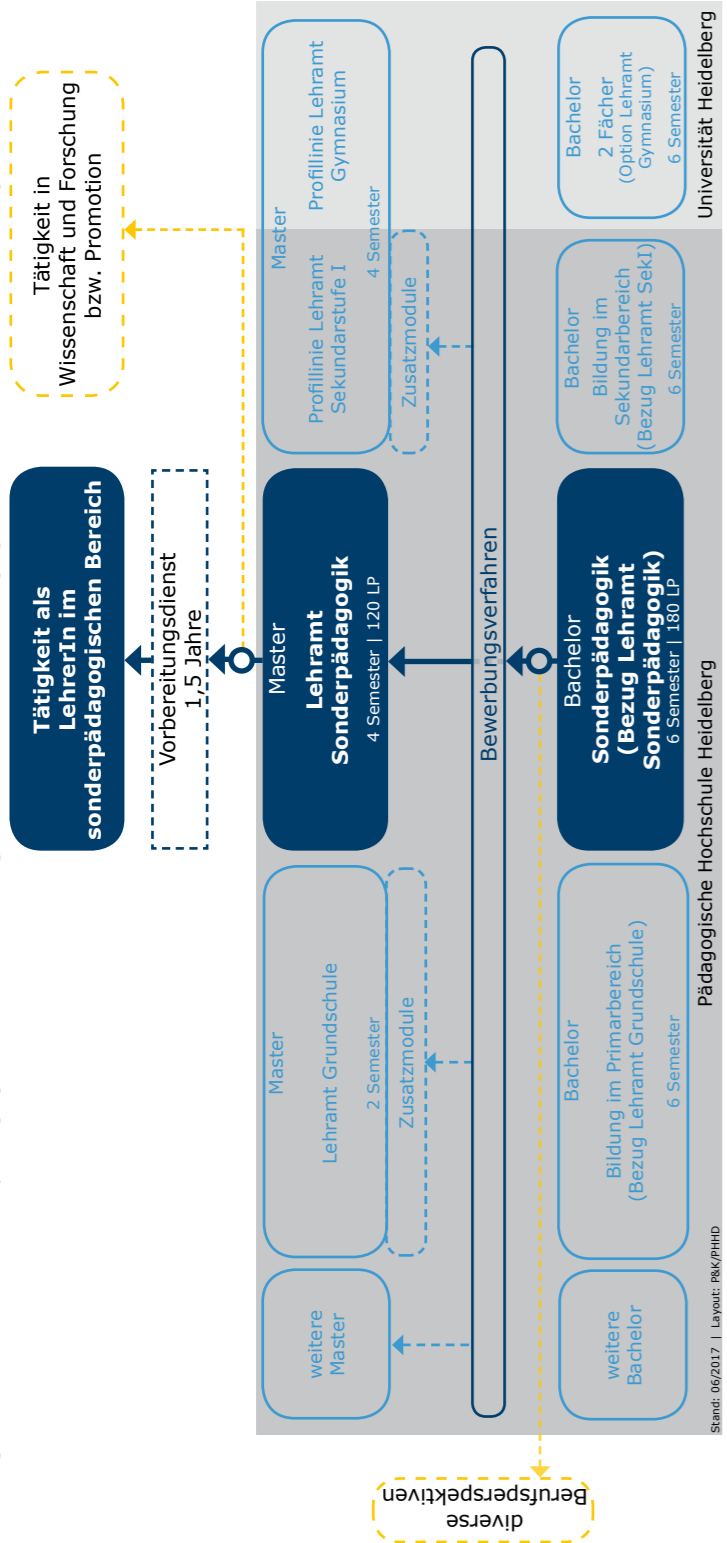 Tätigkeit als
LehrerIn im
sonderpädagogischen Bereich
Tätigkeit in
Wissenschaft und Forschung
bzw. Promotion
Vorbereitungsdienst
1,5 Jahre
weitere
Master
Master
Lehramt Grundschule
2 Semester
Zusatzmodule
Master
Lehramt
Sonderpädagogik
4 Semester | 120 LP
Master
Profillinie Lehramt
Sekundarstufe I
Profillinie Lehramt
Gymnasium
4 Semester
Zusatzmodule
Bewerbungsverfahren
diverse
Berufsperspektiven
weitere
Bachelor
Bachelor
Bildung im Primarbereich
(Bezug Lehramt Grundschule)
6 Semester
Bachelor
Sonderpädagogik
(Bezug Lehramt
Sonderpädagogik)
6 Semester | 180 LP
Bachelor
Bildung im
Sekundarbereich
(Bezug Lehramt SekI)
6 Semester
Bachelor
2 Fächer
(Option Lehramt
Gymnasium)
6 Semester
Stand: 06/2017 | Layout: P&K/PHHD
Pädagogische Hochschule Heidelberg
Universität Heidelberg